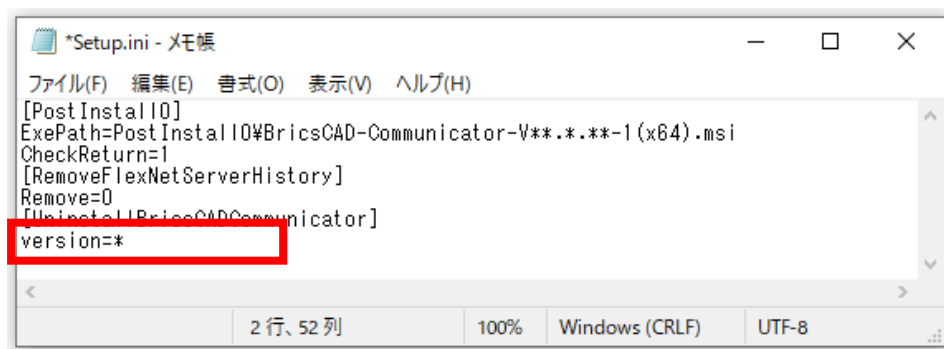 *Setup.ini - メモ帳
ファイル(F) 編集(E) 書式(O) 表示(V) ヘルプ(H)
[PostInstall0]
ExePath=PostInstall0¥BricsCAD-Communicator-V**.*.**-1(x64).msi
CheckReturn=1
[RemoveFlexNetServerHistory]
Remove=0
[UninstallBricsCADCommunicator]
version=*
2 行、52 列 100% Windows (CRLF) UTF-8